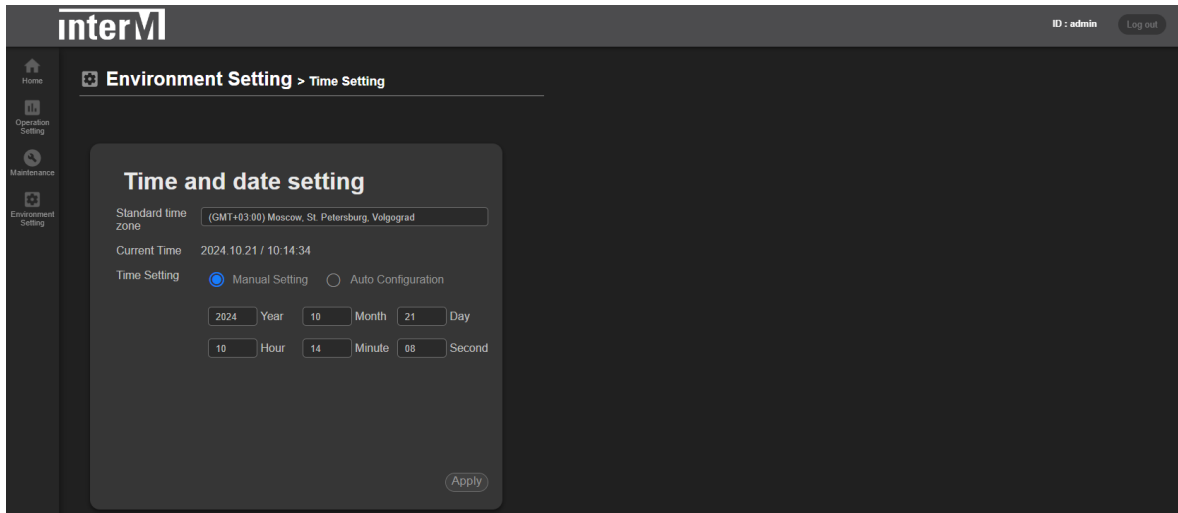 interM
ID : admin
Log out
Home
Operation
Setting
Maintenance
Environment
Setting
Environment Setting > Time Setting
Time and date setting
Standard time
zone
(GMT+03:00) Moscow, St. Petersburg, Volgograd
Current Time 2024.10.21 / 10:14:34
Time Setting Manual Setting Auto Configuration
2024 Year 10 Month 21 Day
10 Hour 14 Minute 08 Second
Apply